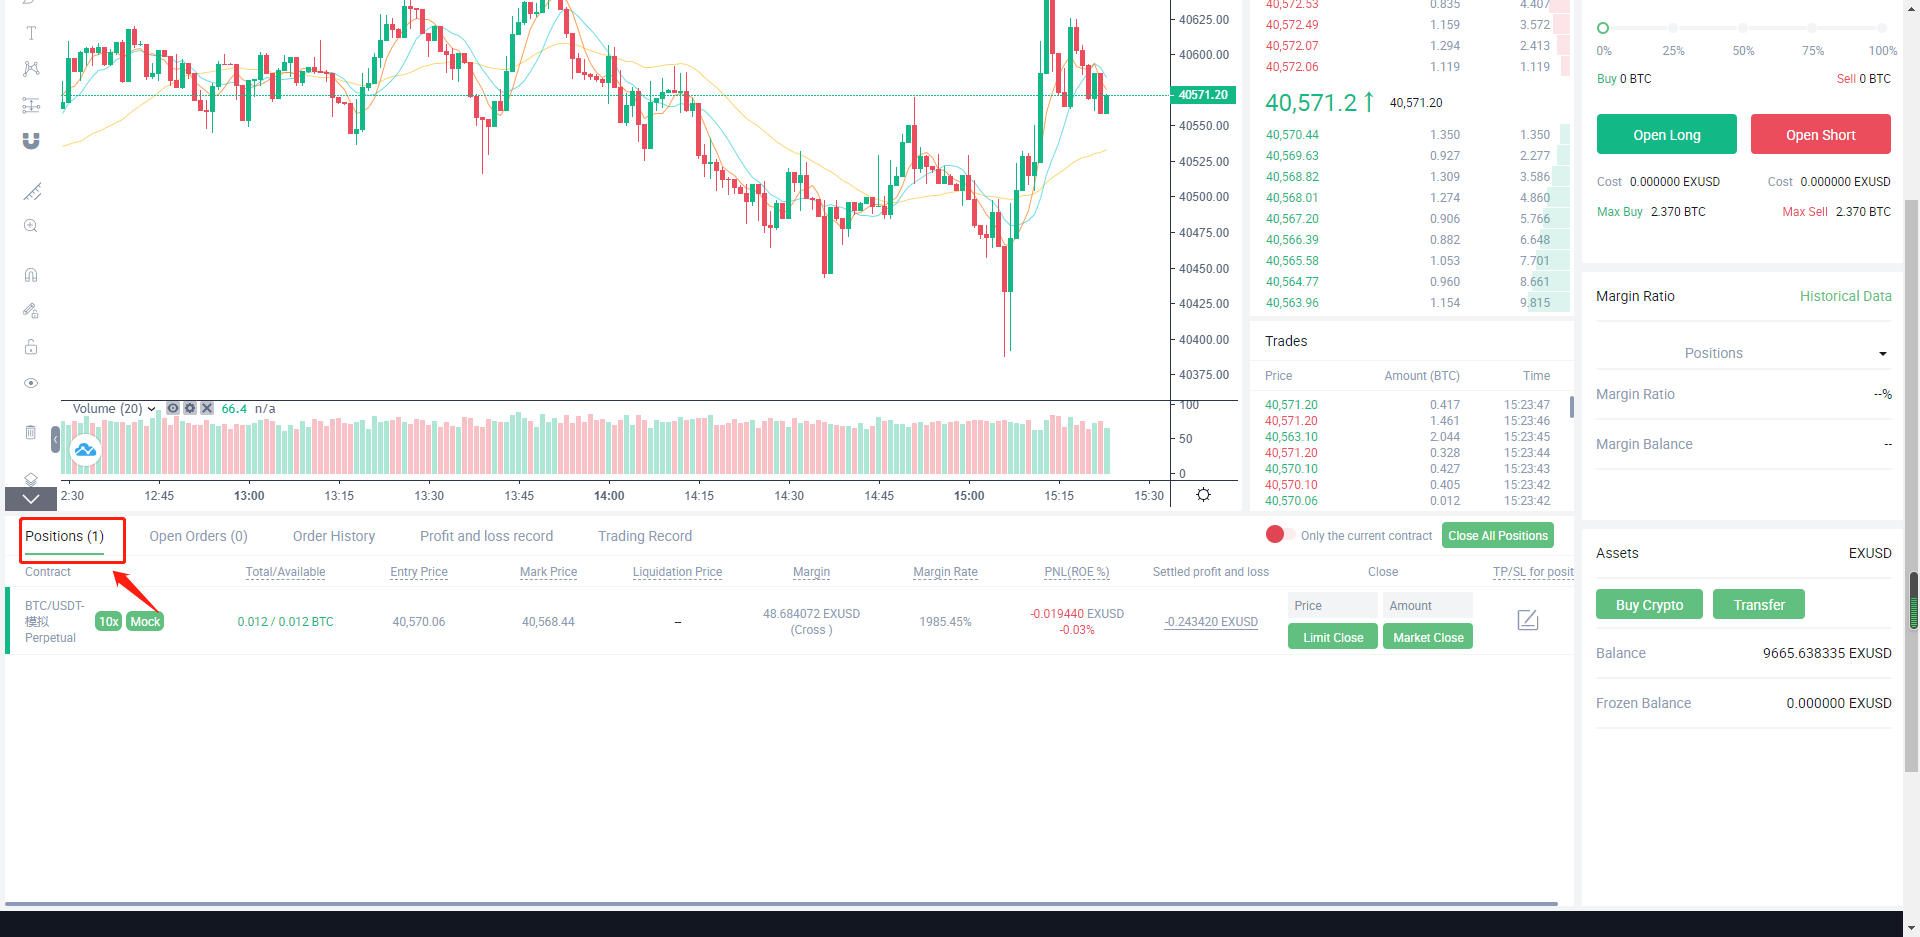 40625.00
40600.00
40571.20
40550.00
40525.00
40500.00
40475.00
40450.00
40425.00
40400.00
40375.00
Volume (20) 66.4 n/a
100
50
0
2:30 12:45 13:00 13:15 13:30 13:45 14:00 14:15 14:30 14:45 15:00 15:15 15:30
40,572.53 0.835 4.407
40,572.49 1.159 3.572
40,572.07 1.294 2.413
40,572.06 1.119 1.119
40,571.2↑ 40,571.20
40,570.44 1.350 1.350
40,569.63 0.927 2.277
40,568.82 1.309 3.586
40,568.01 1.274 4.860
40,567.20 0.906 5.766
40,566.39 0.882 6.648
40,565.58 1.053 7.701
40,564.77 0.960 8.661
40,563.96 1.154 9.815
Trades
Price Amount (BTC) Time
40,571.20 0.417 15:23:47
40,571.20 1.461 15:23:46
40,563.10 2.044 15:23:45
40,571.20 0.328 15:23:44
40,570.10 0.427 15:23:43
40,570.10 0.405 15:23:42
40,570.06 0.012 15:23:42
0% 25% 50% 75% 100%
Buy 0 BTC Sell 0 BTC
Open Long Open Short
Cost 0.000000 EXUSD Cost 0.000000 EXUSD
Max Buy 2.370 BTC Max Sell 2.370 BTC
Margin Ratio Historical Data
Positions
Margin Ratio --%
Margin Balance --
Positions (1) Open Orders (0) Order History Profit and loss record Trading Record Only the current contract Close All Positions
Contract Total/Available Entry Price Mark Price Liquidation Price Margin Margin Rate PNL(ROE %) Settled profit and loss Close TP/SL for posit
BTC/USDT-
模拟
Perpetual
10x Mock 0.012 / 0.012 BTC 40,570.06 40,568.44 -- 48.684072 EXUSD
(Cross )
1985.45% -0.019440 EXUSD
-0.03%
-0.243420 EXUSD
Price Amount
Limit Close Market Close
Assets EXUSD
Buy Crypto Transfer
Balance 9665.638335 EXUSD
Frozen Balance 0.000000 EXUSD